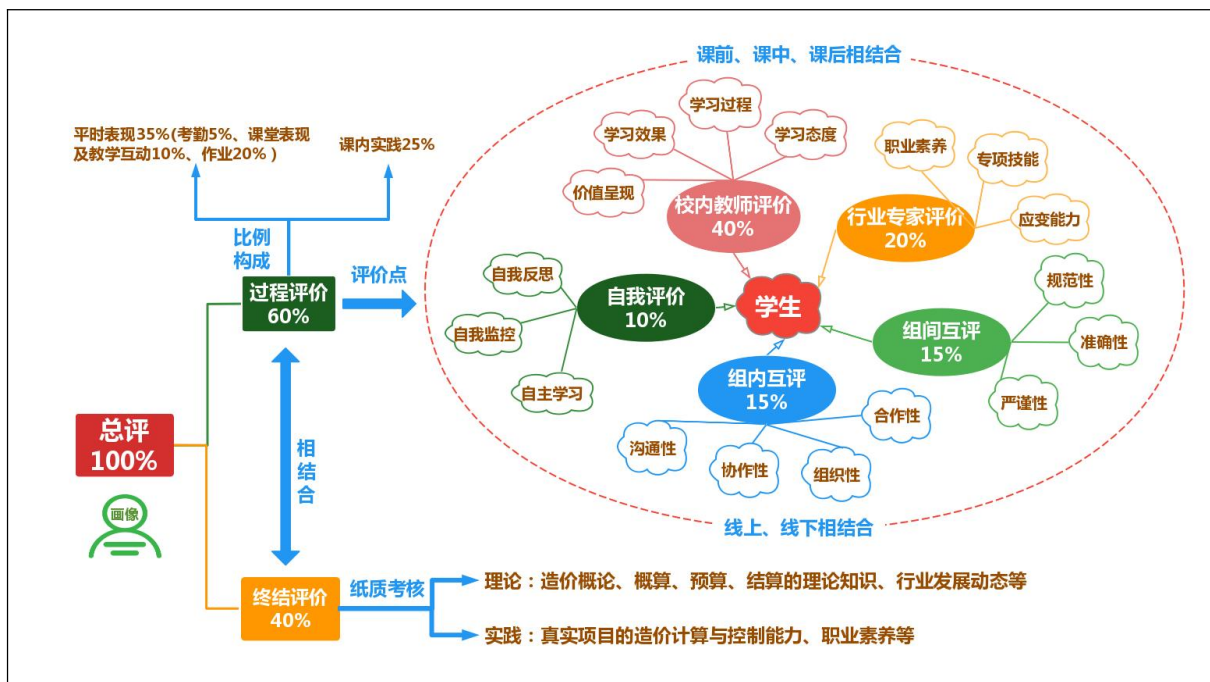 课前、课中、课后相结合
学习过程
学习效果
学习态度
价值呈现
校内教师评价
40%
职业素养
专项技能
应变能力
行业专家评价
20%
平时表现35%(考勤5%、课堂表现
及教学互动10%、作业20% )
课内实践25%
比例
构成
过程评价
60%
评价点
自我反思
自我监控
自主学习
自我评价
10%
学生
规范性
准确性
严谨性
组间互评
15%
组内互评
15%
沟通性
协作性
组织性
合作性
线上、线下相结合
总评
100%
画像
相
结
合
终结评价
40%
纸质考核
理论：造价概论、概算、预算、结算的理论知识、行业发展动态等
实践：真实项目的造价计算与控制能力、职业素养等